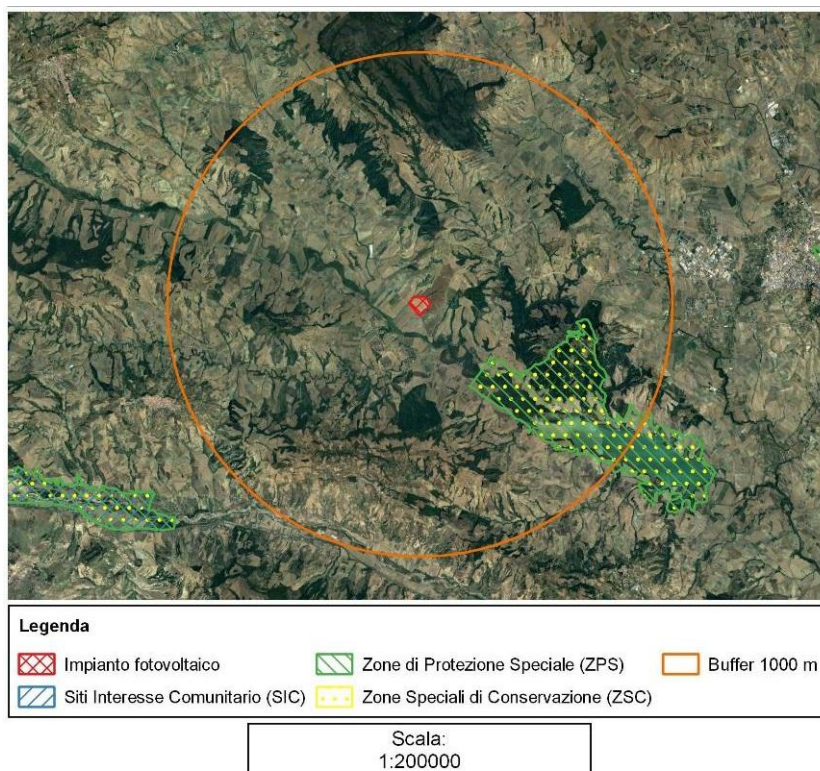 Legenda
Impianto fotovoltaico
Zone di Protezione Speciale (ZPS)
Buffer 1000 m
Siti Interesse Comunitario (SIC)
Zone Speciali di Conservazione (ZSC)
Scala:
1:200000